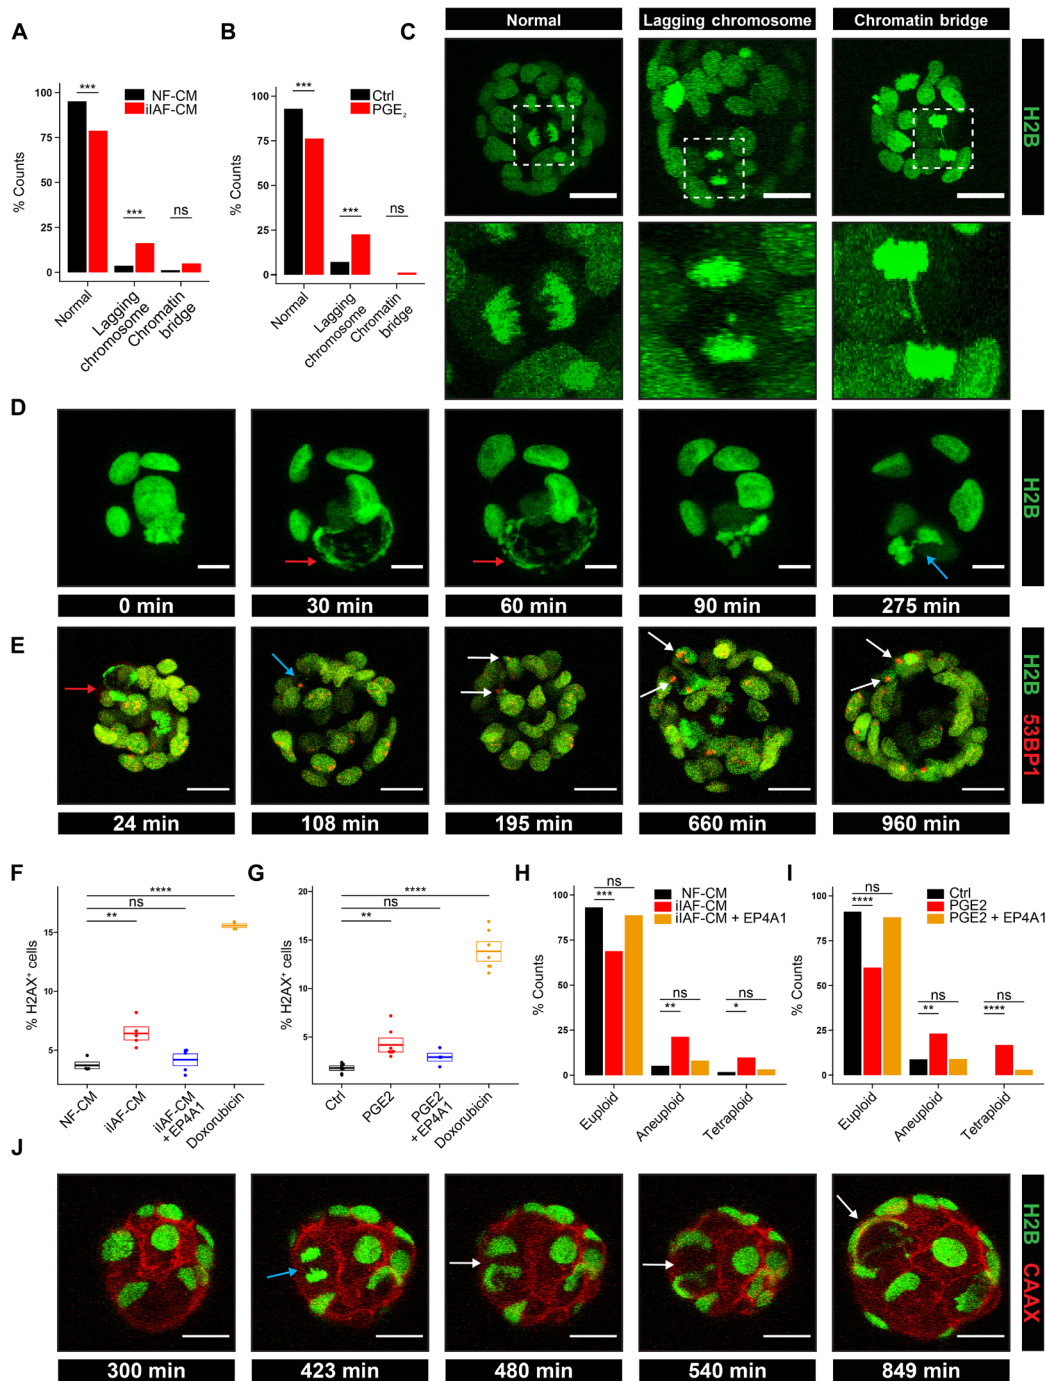 A
NF-CM
iIAF-CM
***
***
ns
100
75
50
25
0
% Counts
Normal
Lagging
chromosome
Chromatin
bridge
B
Ctrl
PGE₂
***
***
ns
100
75
50
25
0
% Counts
Normal
Lagging
chromosome
Chromatin
bridge
C
Normal
Lagging chromosome
Chromatin bridge
H2B
D
H2B
0 min
30 min
60 min
90 min
275 min
E
H2B 53BP1
24 min
108 min
195 min
660 min
960 min
F
****
ns
**
15
10
5
% H2AX⁺ cells
NF-CM
iIAF-CM
iIAF-CM
+ EP4A1
Doxorubicin
G
****
ns
**
20
15
10
5
% H2AX⁺ cells
Ctrl
PGE2
PGE2
+ EP4A1
Doxorubicin
H
NF-CM
iIAF-CM
iIAF-CM + EP4A1
ns
***
ns
**
ns
*
100
75
50
25
0
% Counts
Euploid
Aneuploid
Tetraploid
I
Ctrl
PGE2
PGE2 + EP4A1
ns
****
ns
**
ns
****
100
75
50
25
0
% Counts
Euploid
Aneuploid
Tetraploid
J
H2B CAAX
300 min
423 min
480 min
540 min
849 min